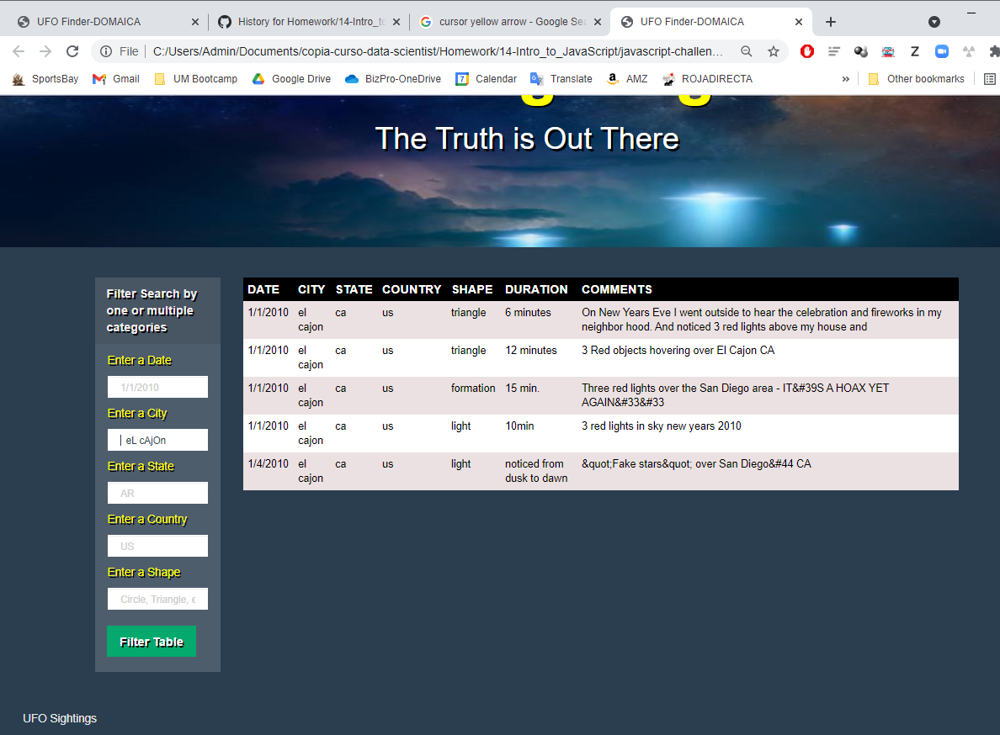 UFO Finder-DOMAICA
History for Homework/14-Intro_to
cursor yellow arrow - Google Sea
UFO Finder-DOMAICA
File
C:/Users/Admin/Documents/copia-curso-data-scientist/Homework/14-Intro_to_JavaScript/javascript-challen...
Z
SportsBay
Gmail
UM Bootcamp
Google Drive
BizPro-OneDrive
7
Calendar
Translate
AMZ
ROJADIRECTA
»
Other bookmarks
The Truth is Out There
Filter Search by
one or multiple
categories
Enter a Date
1/1/2010
Enter a City
eL cAjOn
Enter a State
AR
Enter a Country
US
Enter a Shape
Circle, Triangle, e
Filter Table
DATE CITY STATE COUNTRY SHAPE DURATION COMMENTS
1/1/2010 el cajon ca us triangle 6 minutes On New Years Eve I went outside to hear the celebration and fireworks in my
neighbor hood. And noticed 3 red lights above my house and
1/1/2010 el cajon ca us triangle 12 minutes 3 Red objects hovering over El Cajon CA
1/1/2010 el cajon ca us formation 15 min. Three red lights over the San Diego area - IT&#39S A HOAX YET
AGAIN&#33&#33
1/1/2010 el cajon ca us light 10min 3 red lights in sky new years 2010
1/4/2010 el cajon ca us light noticed from dusk to dawn &quot;Fake stars&quot; over San Diego&#44 CA
UFO Sightings